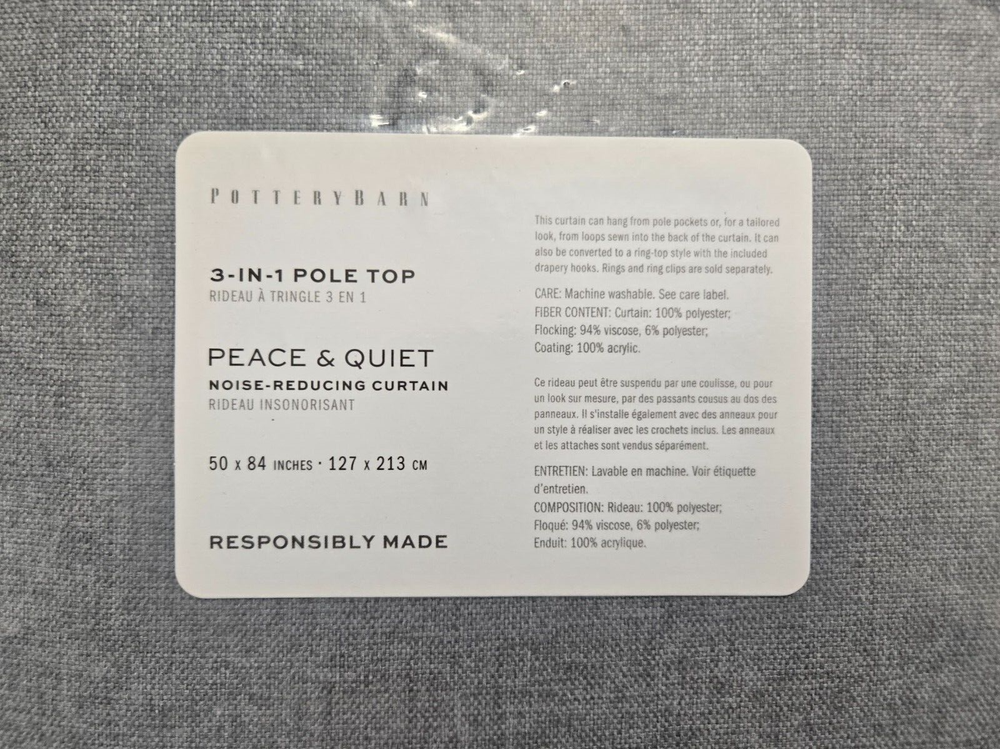 POTTERYBARN
3-IN-1 POLE TOP
RIDEAU À TRINGLE 3 EN 1
PEACE & QUIET
NOISE-REDUCING CURTAIN
RIDEAU INSONORISANT
50 x 84 INCHES · 127 x 213 CM
RESPONSIBLY MADE
This curtain can hang from pole pockets or, for a tailored
look, from loops sewn into the back of the curtain. It can
also be converted to a ring-top style with the included
drapery hooks. Rings and ring clips are sold separately.
CARE: Machine washable. See care label.
FIBER CONTENT: Curtain: 100% polyester;
Flocking: 94% viscose, 6% polyester;
Coating: 100% acrylic.
Ce rideau peut être suspendu par une coulisse, ou pour
un look sur mesure, par des passants cousus au dos des
panneaux. Il s'installe également avec des anneaux pour
un style à réaliser avec les crochets inclus. Les anneaux
et les attaches sont vendus séparément.
ENTRETIEN: Lavable en machine. Voir étiquette
d'entretien.
COMPOSITION: Rideau: 100% polyester;
Floqué: 94% viscose, 6% polyester;
Enduit: 100% acrylique.